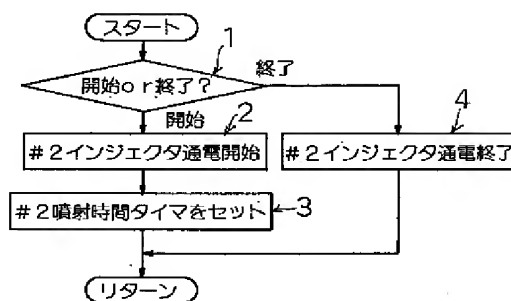 スタート
1
開始or終了?
終了
開始
2
4
#2インジェクタ通電開始
#2インジェクタ通電終了
#2噴射時間タイマをセット
3
リターン